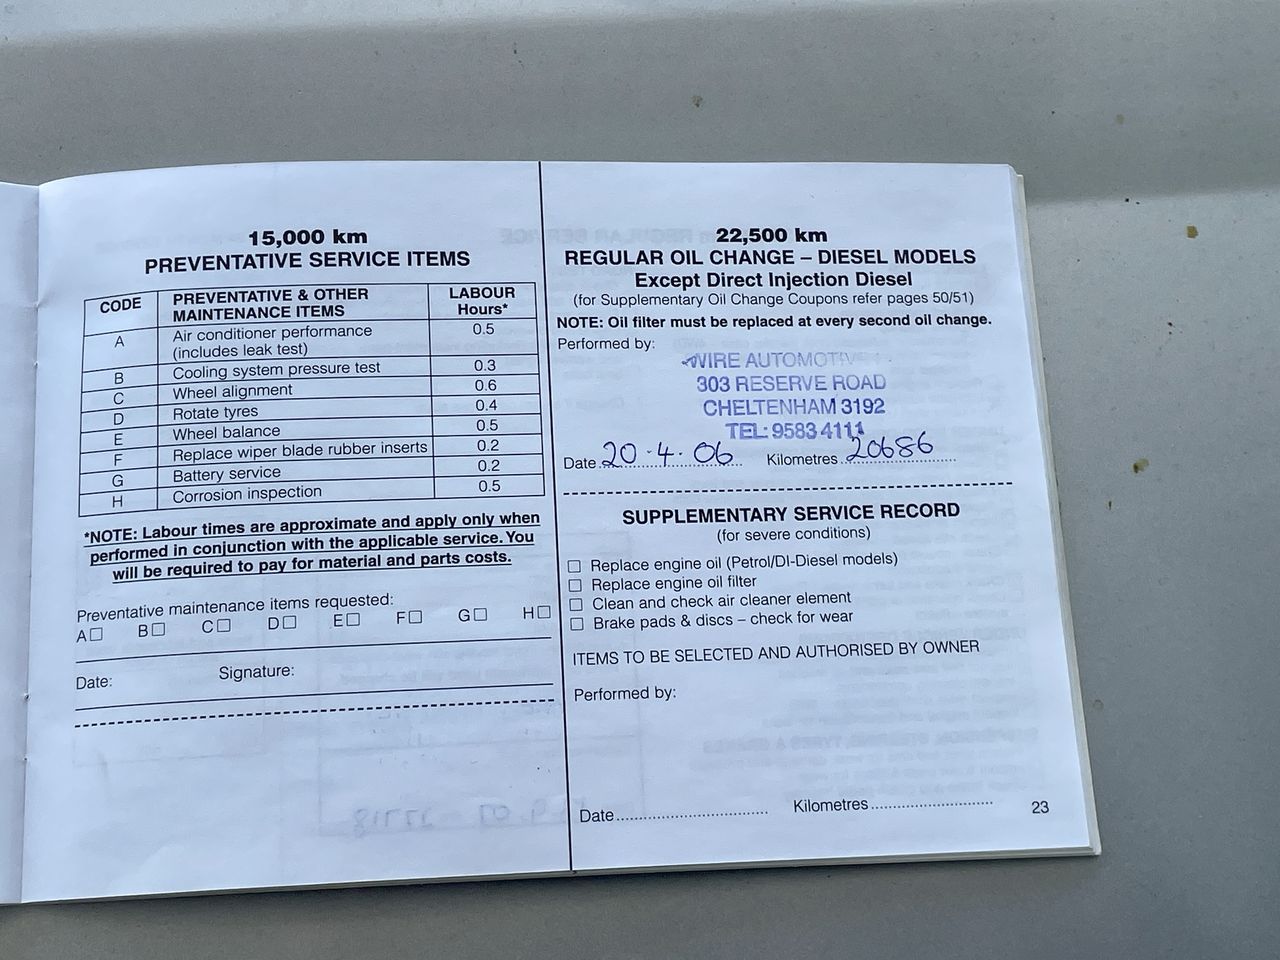 15,000 km
PREVENTATIVE SERVICE ITEMS
CODE PREVENTATIVE & OTHER MAINTENANCE ITEMS LABOUR Hours*
A Air conditioner performance (includes leak test) 0.5
B Cooling system pressure test 0.3
C Wheel alignment 0.6
D Rotate tyres 0.4
E Wheel balance 0.5
F Replace wiper blade rubber inserts 0.2
G Battery service 0.2
H Corrosion inspection 0.5
*NOTE: Labour times are approximate and apply only when
performed in conjunction with the applicable service. You
will be required to pay for material and parts costs.
Preventative maintenance items requested:
A☐ B☐ C☐ D☐ E☐ F☐ G☐ H☐
Date: Signature:
22,500 km
REGULAR OIL CHANGE – DIESEL MODELS
Except Direct Injection Diesel
(for Supplementary Oil Change Coupons refer pages 50/51)
NOTE: Oil filter must be replaced at every second oil change.
Performed by:
WIRE AUTOMOTIVE
303 RESERVE ROAD
CHELTENHAM 3192
TEL: 9583 4111
Date 20·4·06 Kilometres 20686
SUPPLEMENTARY SERVICE RECORD
(for severe conditions)
☐ Replace engine oil (Petrol/DI-Diesel models)
☐ Replace engine oil filter
☐ Clean and check air cleaner element
☐ Brake pads & discs – check for wear
ITEMS TO BE SELECTED AND AUTHORISED BY OWNER
Performed by:
Date.................................. Kilometres............................
23